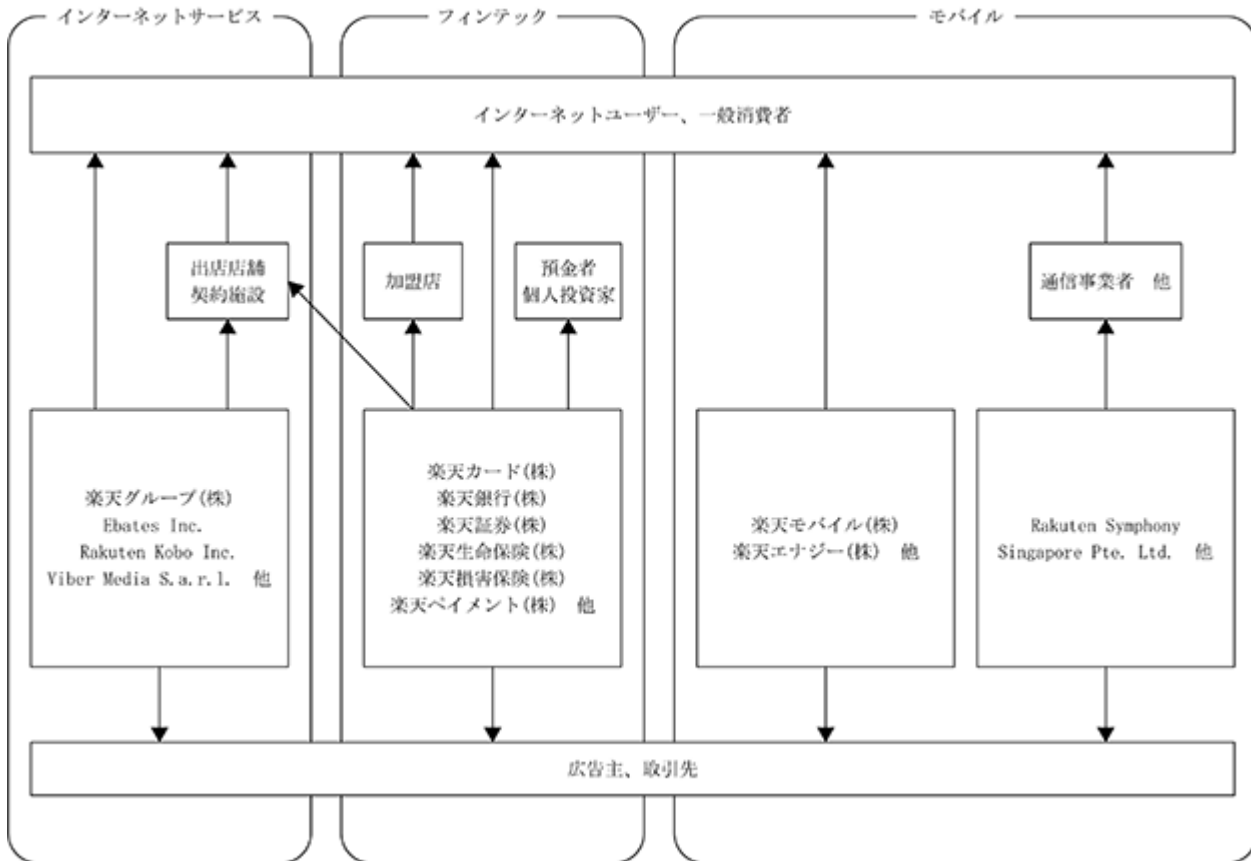 インターネットサービス
フィンテック
モバイル
インターネットユーザー、一般消費者
出店店舗
契約施設
加盟店
預金者
個人投資家
通信事業者 他
楽天グループ(株)
Ebates Inc.
Rakuten Kobo Inc.
Viber Media S.a.r.l. 他
楽天カード(株)
楽天銀行(株)
楽天証券(株)
楽天生命保険(株)
楽天損害保険(株)
楽天ペイメント(株) 他
楽天モバイル(株)
楽天エナジー(株) 他
Rakuten Symphony
Singapore Pte. Ltd. 他
広告主、取引先